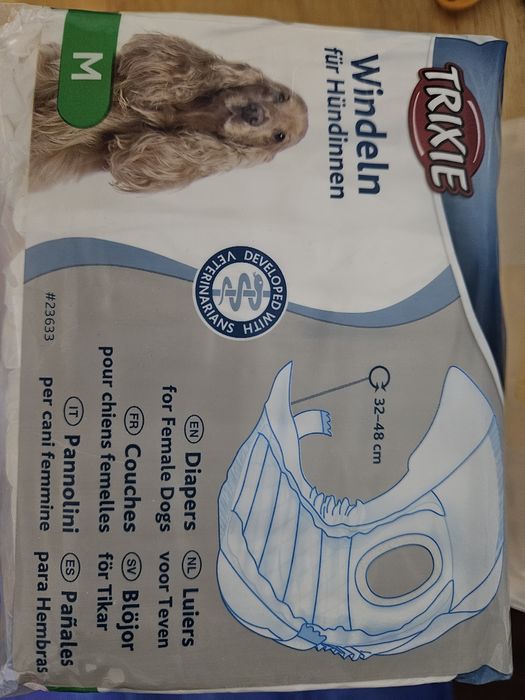 TRIXIE
Windeln
für Hündinnen
M
DEVELOPED WITH
VETERINARIANS
32–48 cm
#23633
EN Diapers
for Female Dogs
FR Couches
pour chiens femelles
IT Pannolini
per cani femmine
NL Luiers
voor Teven
SV Blöjor
för Tikar
ES Pañales
para Hembras